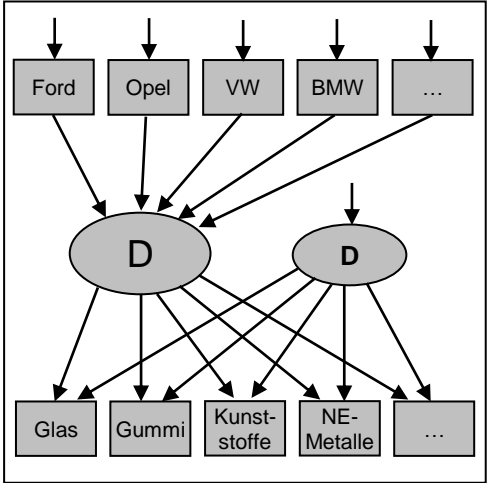 Ford Opel VW BMW ...
D D
Glas Gummi Kunst-
stoffe NE-
Metalle ...